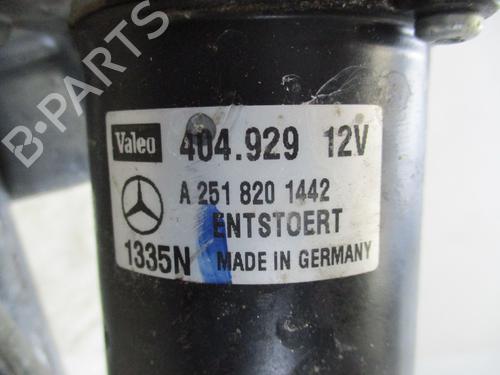 B-PARTS
Valeo 404.929 12V
A 251 820 1442
ENTSTOERT
1335N MADE IN GERMANY